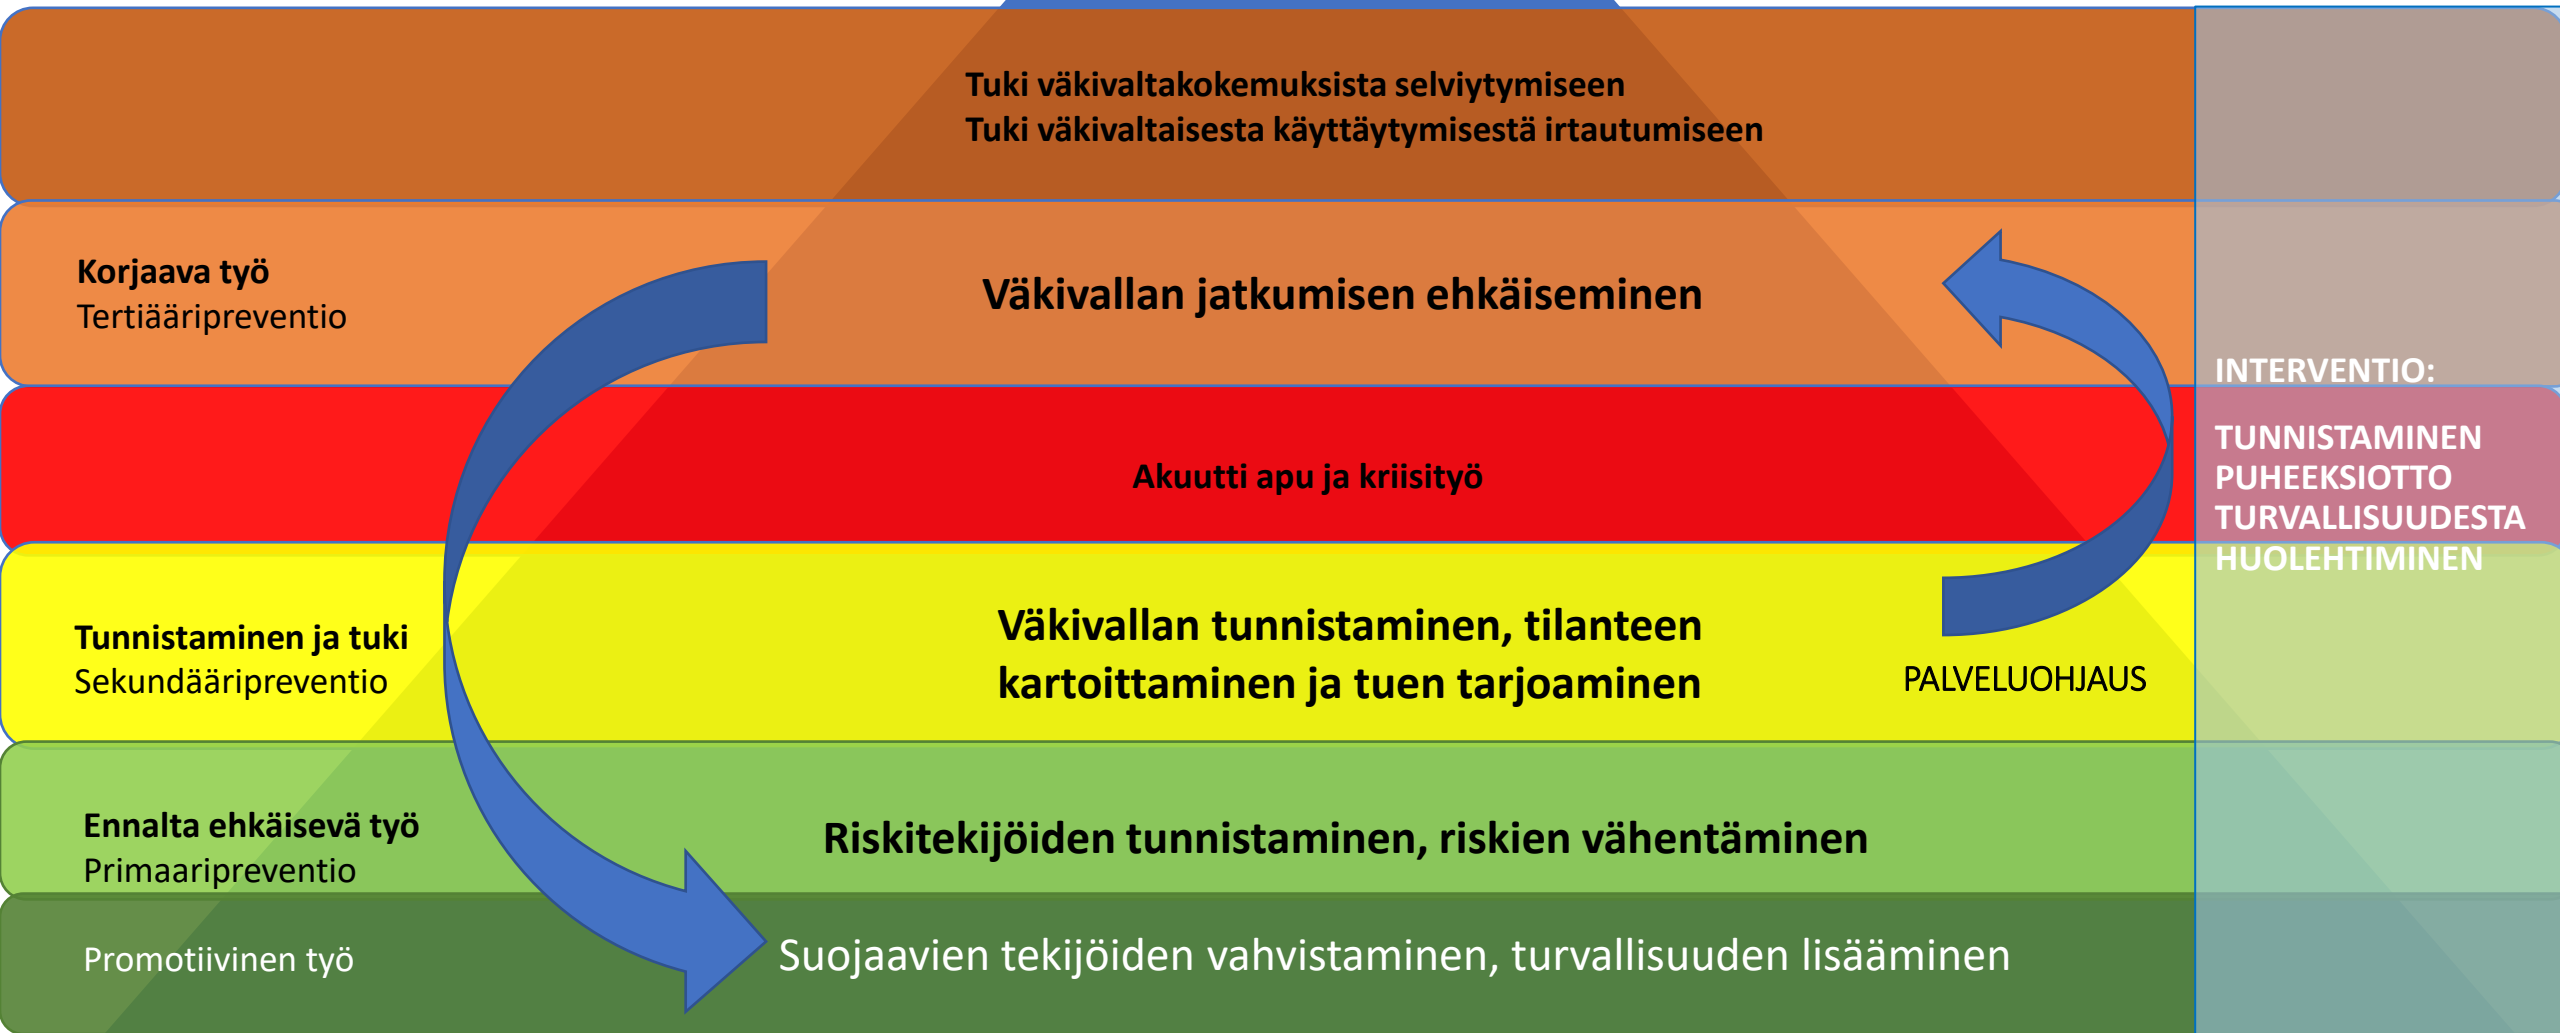 Tuki väkivaltakokemuksista selviytymiseen
Tuki väkivaltaisesta käyttäytymisestä irtautumiseen
Korjaava työ
Tertiääripreventio
Väkivallan jatkumisen ehkäiseminen
INTERVENTIO:
TUNNISTAMINEN
PUHEEKSIOTTO
TURVALLISUUDESTA
HUOLEHTIMINEN
Akuutti apu ja kriisityö
Tunnistaminen ja tuki
Sekundääripreventio
Väkivallan tunnistaminen, tilanteen
kartoittaminen ja tuen tarjoaminen
PALVELUOHJAUS
Ennalta ehkäisevä työ
Primaaripreventio
Riskitekijöiden tunnistaminen, riskien vähentäminen
Promotiivinen työ
Suojaavien tekijöiden vahvistaminen, turvallisuuden lisääminen